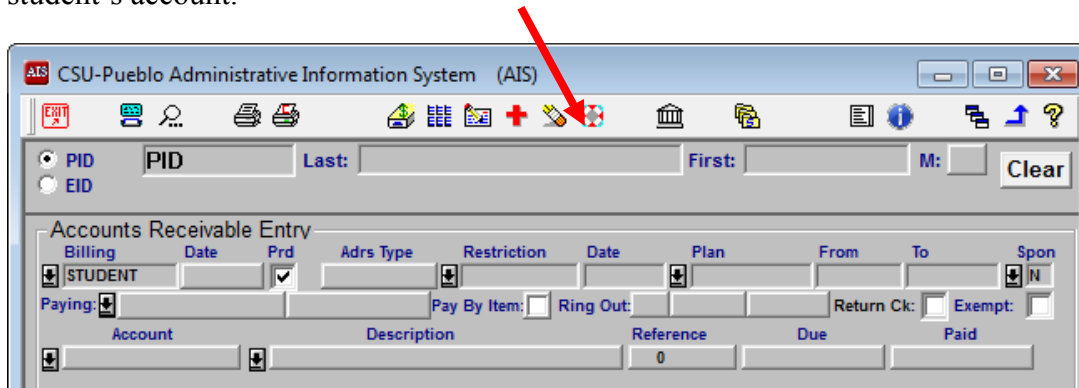 student's account.
AIS CSU-Pueblo Administrative Information System (AIS)
EXIT
PID PID Last: First: M: Clear
EID
Accounts Receivable Entry
Billing Date Prd Adrs Type Restriction Date Plan From To Spon
STUDENT N
Paying: Pay By Item: Ring Out: Return Ck: Exempt:
Account Description Reference Due Paid
0